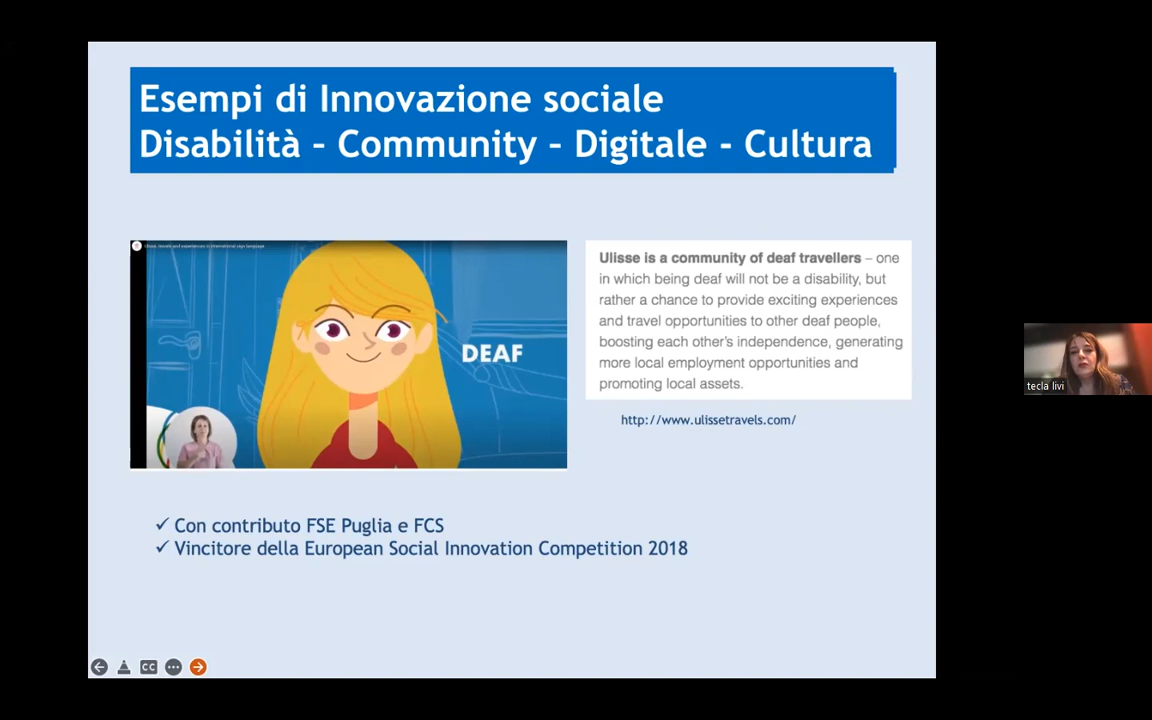 Esempi di Innovazione sociale
Disabilità – Community – Digitale - Cultura
DEAF
Ulisse is a community of deaf travellers – one
in which being deaf will not be a disability, but
rather a chance to provide exciting experiences
and travel opportunities to other deaf people,
boosting each other's independence, generating
more local employment opportunities and
promoting local assets.
http://www.ulissetravels.com/
✓ Con contributo FSE Puglia e FCS
✓ Vincitore della European Social Innovation Competition 2018
CC
tecla livi